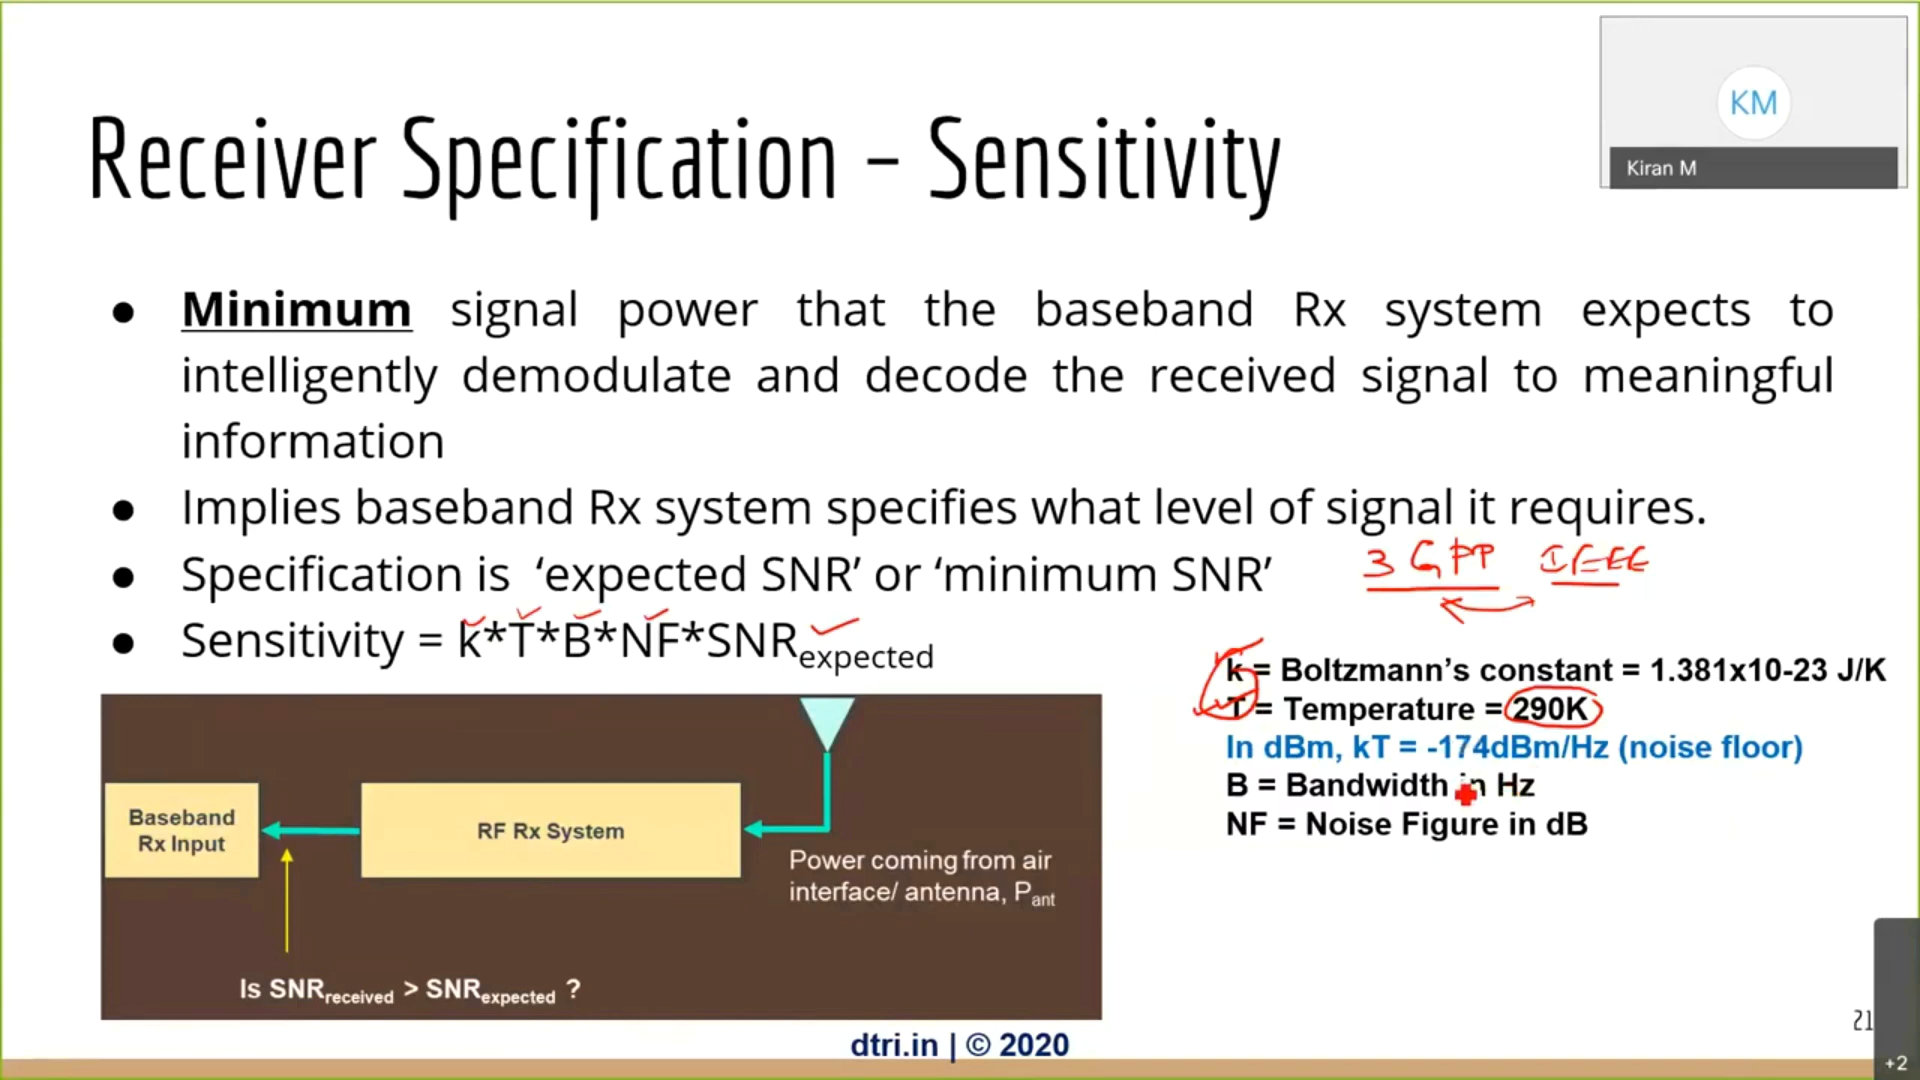 KM
Kiran M
Receiver Specification – Sensitivity
● Minimum signal power that the baseband Rx system expects to
intelligently demodulate and decode the received signal to meaningful
information
● Implies baseband Rx system specifies what level of signal it requires.
● Specification is ‘expected SNR’ or ‘minimum SNR’
3GPP IEEE
● Sensitivity = k*T*B*NF*SNRexpected
k = Boltzmann’s constant = 1.381x10-23 J/K
T = Temperature = 290K
In dBm, kT = -174dBm/Hz (noise floor)
B = Bandwidth in Hz
NF = Noise Figure in dB
Baseband
Rx Input
RF Rx System
Power coming from air
interface/ antenna, Pant
Is SNRreceived > SNRexpected ?
21
dtri.in | © 2020
+2